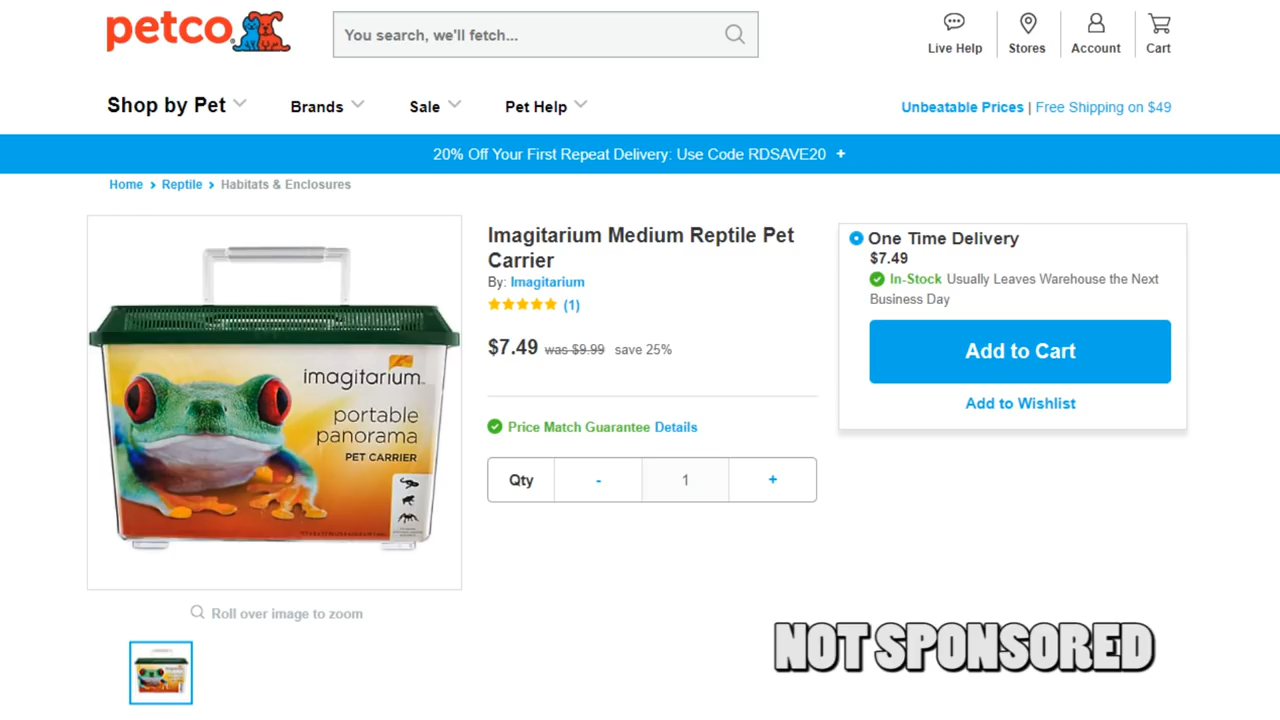 petco
You search, we'll fetch...
Live Help
Stores
Account
Cart
Shop by Pet
Brands
Sale
Pet Help
Unbeatable Prices | Free Shipping on $49
20% Off Your First Repeat Delivery: Use Code RDSAVE20 +
Home > Reptile > Habitats & Enclosures
imagitarium
portable
panorama
PET CARRIER
Roll over image to zoom
Imagitarium Medium Reptile Pet
Carrier
By: Imagitarium
(1)
$7.49 was $9.99 save 25%
Price Match Guarantee Details
Qty - 1 +
One Time Delivery
$7.49
In-Stock Usually Leaves Warehouse the Next
Business Day
Add to Cart
Add to Wishlist
NOT SPONSORED